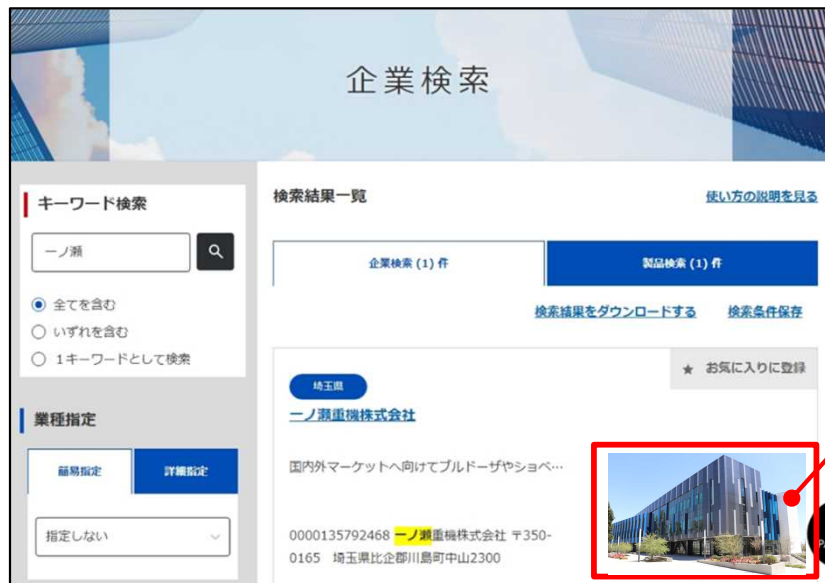 企業検索
キーワード検索
一ノ瀬
全てを含む
いずれを含む
1キーワードとして検索
業種指定
簡易指定
詳細指定
指定しない
検索結果一覧
使い方の説明を見る
企業検索 (1) 件
製品検索 (1) 件
検索結果をダウンロードする
検索条件保存
★ お気に入りに登録
埼玉県
一ノ瀬重機株式会社
国内外マーケットへ向けてブルドーザやショベ…
0000135792468 一ノ瀬重機株式会社 〒350-
0165 埼玉県比企郡川島町中山2300